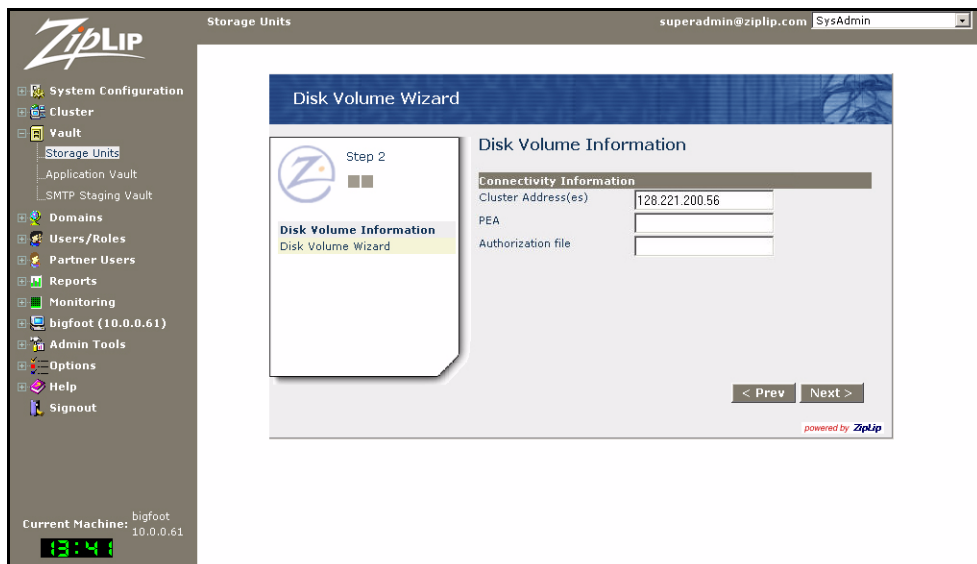 ZipLip
Storage Units
superadmin@ziplip.com
SysAdmin
System Configuration
Cluster
Vault
Storage Units
Application Vault
SMTP Staging Vault
Domains
Users/Roles
Partner Users
Reports
Monitoring
bigfoot (10.0.0.61)
Admin Tools
Options
Help
Signout
Current Machine: bigfoot
10.0.0.61
13:41
Disk Volume Wizard
Step 2
Disk Volume Information
Disk Volume Wizard
Disk Volume Information
Connectivity Information
Cluster Address(es) 128.221.200.56
PEA
Authorization file
< Prev Next >
powered by ZipLip